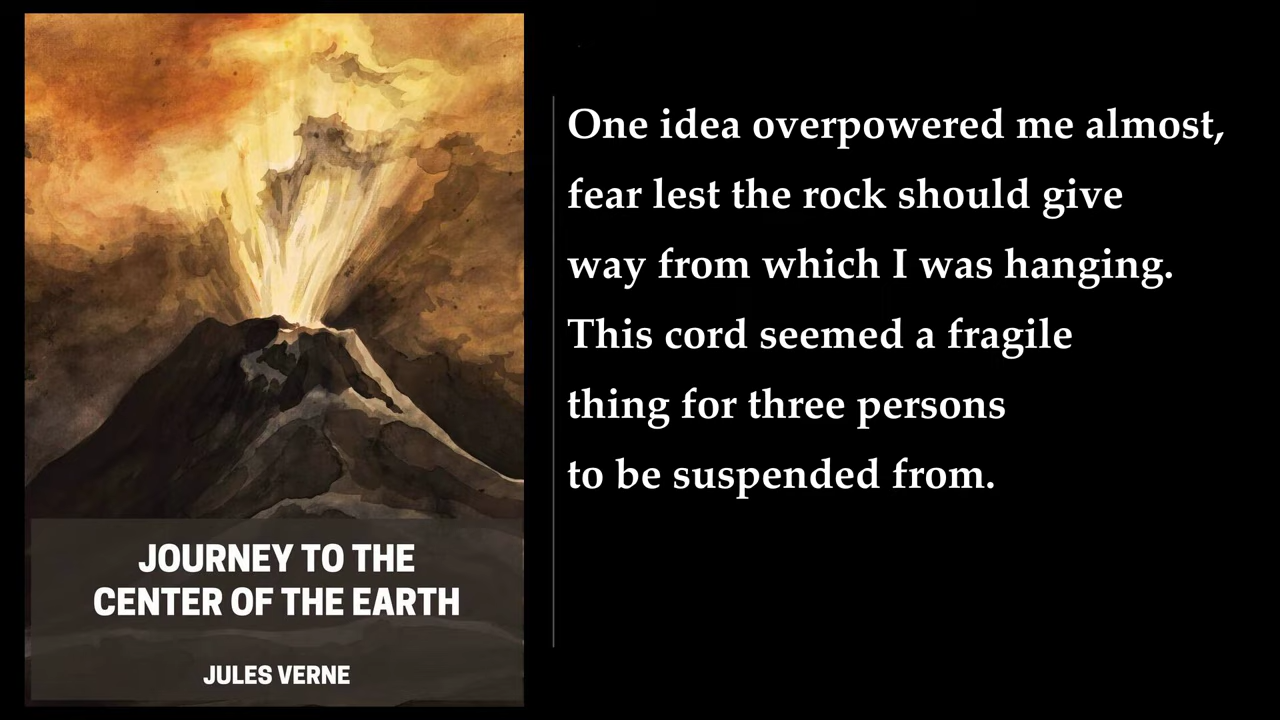 One idea overpowered me almost,
fear lest the rock should give
way from which I was hanging.
This cord seemed a fragile
thing for three persons
to be suspended from.
JOURNEY TO THE
CENTER OF THE EARTH
JULES VERNE